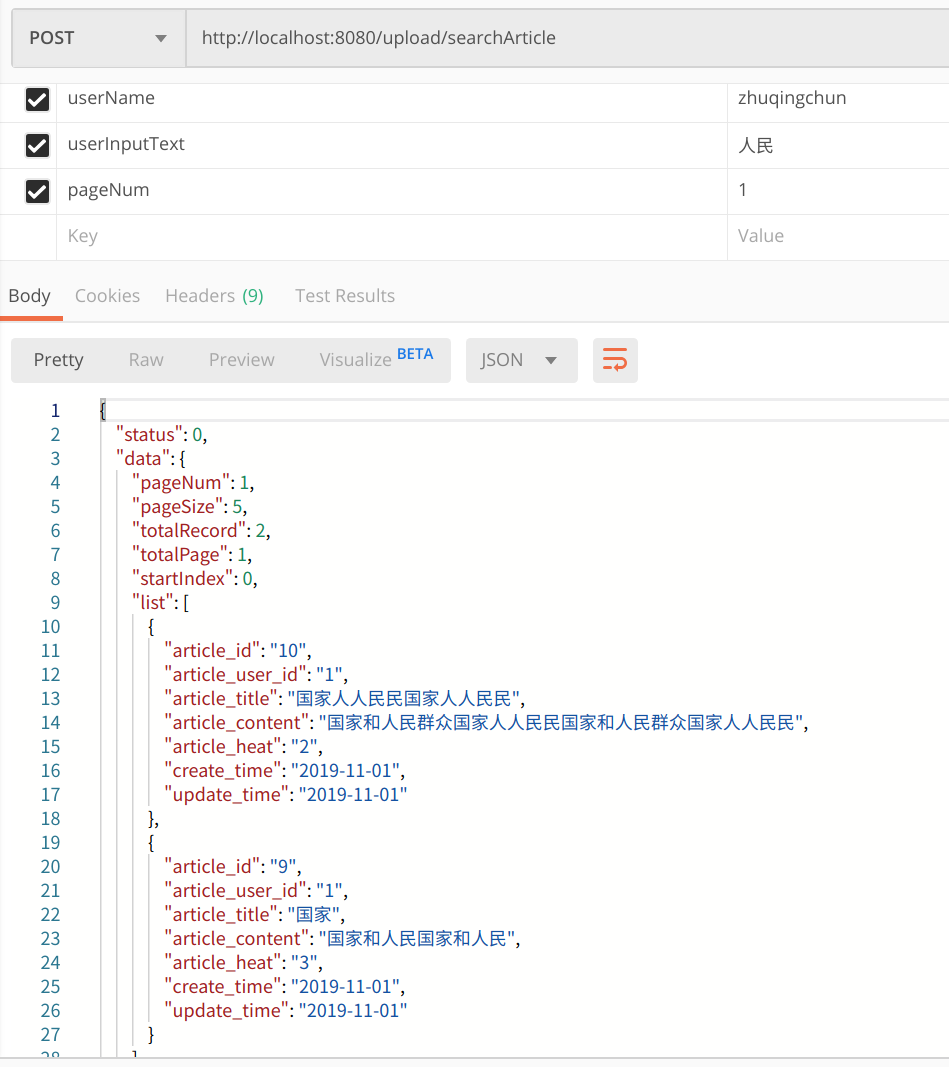 POST http://localhost:8080/upload/searchArticle
userName zhuqingchun
userInputText 人民
pageNum 1
Key Value
Body Cookies Headers (9) Test Results
Pretty Raw Preview Visualize BETA JSON
1 {
2 "status": 0,
3 "data": {
4 "pageNum": 1,
5 "pageSize": 5,
6 "totalRecord": 2,
7 "totalPage": 1,
8 "startIndex": 0,
9 "list": [
10 {
11 "article_id": "10",
12 "article_user_id": "1",
13 "article_title": "国家人人民民国家人人民民",
14 "article_content": "国家和人民群众国家人人民民国家和人民群众国家人人民民",
15 "article_heat": "2",
16 "create_time": "2019-11-01",
17 "update_time": "2019-11-01"
18 },
19 {
20 "article_id": "9",
21 "article_user_id": "1",
22 "article_title": "国家",
23 "article_content": "国家和人民国家和人民",
24 "article_heat": "3",
25 "create_time": "2019-11-01",
26 "update_time": "2019-11-01"
27 }
28 ]